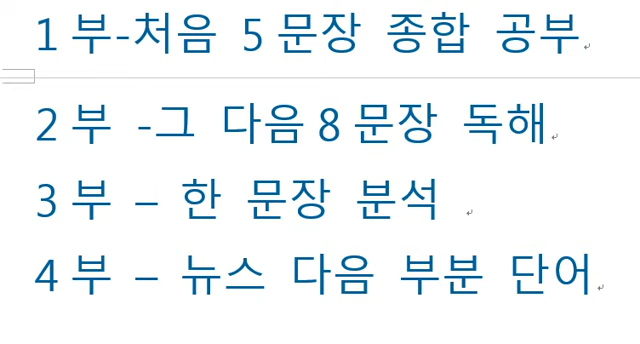 1부-처음 5문장 종합 공부
2부 -그 다음 8문장 독해
3부 – 한 문장 분석
4부 – 뉴스 다음 부분 단어